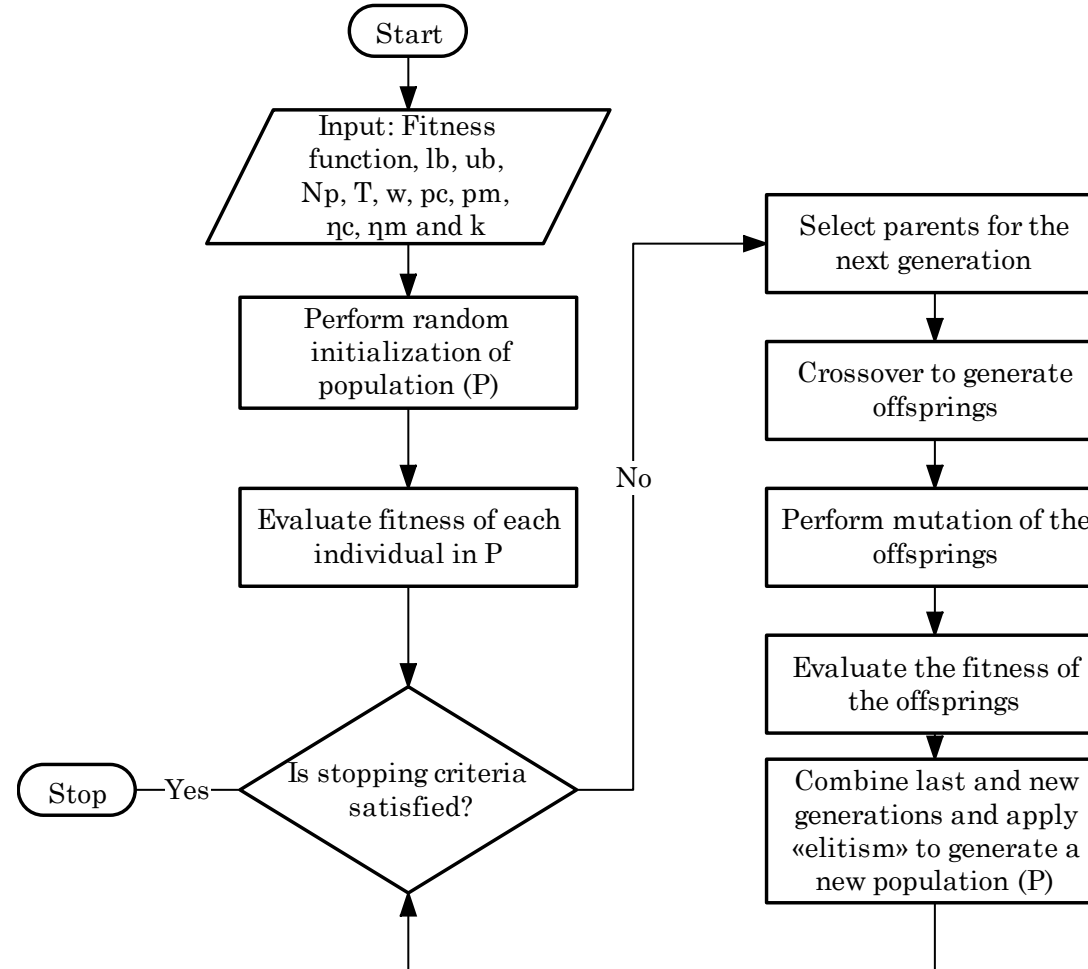 Start
Input: Fitness
function, lb, ub,
Np, T, w, pc, pm,
ηc, ηm and k
Perform random
initialization of
population (P)
Evaluate fitness of each
individual in P
Is stopping criteria
satisfied?
Yes
Stop
No
Select parents for the
next generation
Crossover to generate
offsprings
Perform mutation of the
offsprings
Evaluate the fitness of
the offsprings
Combine last and new
generations and apply
«elitism» to generate a
new population (P)